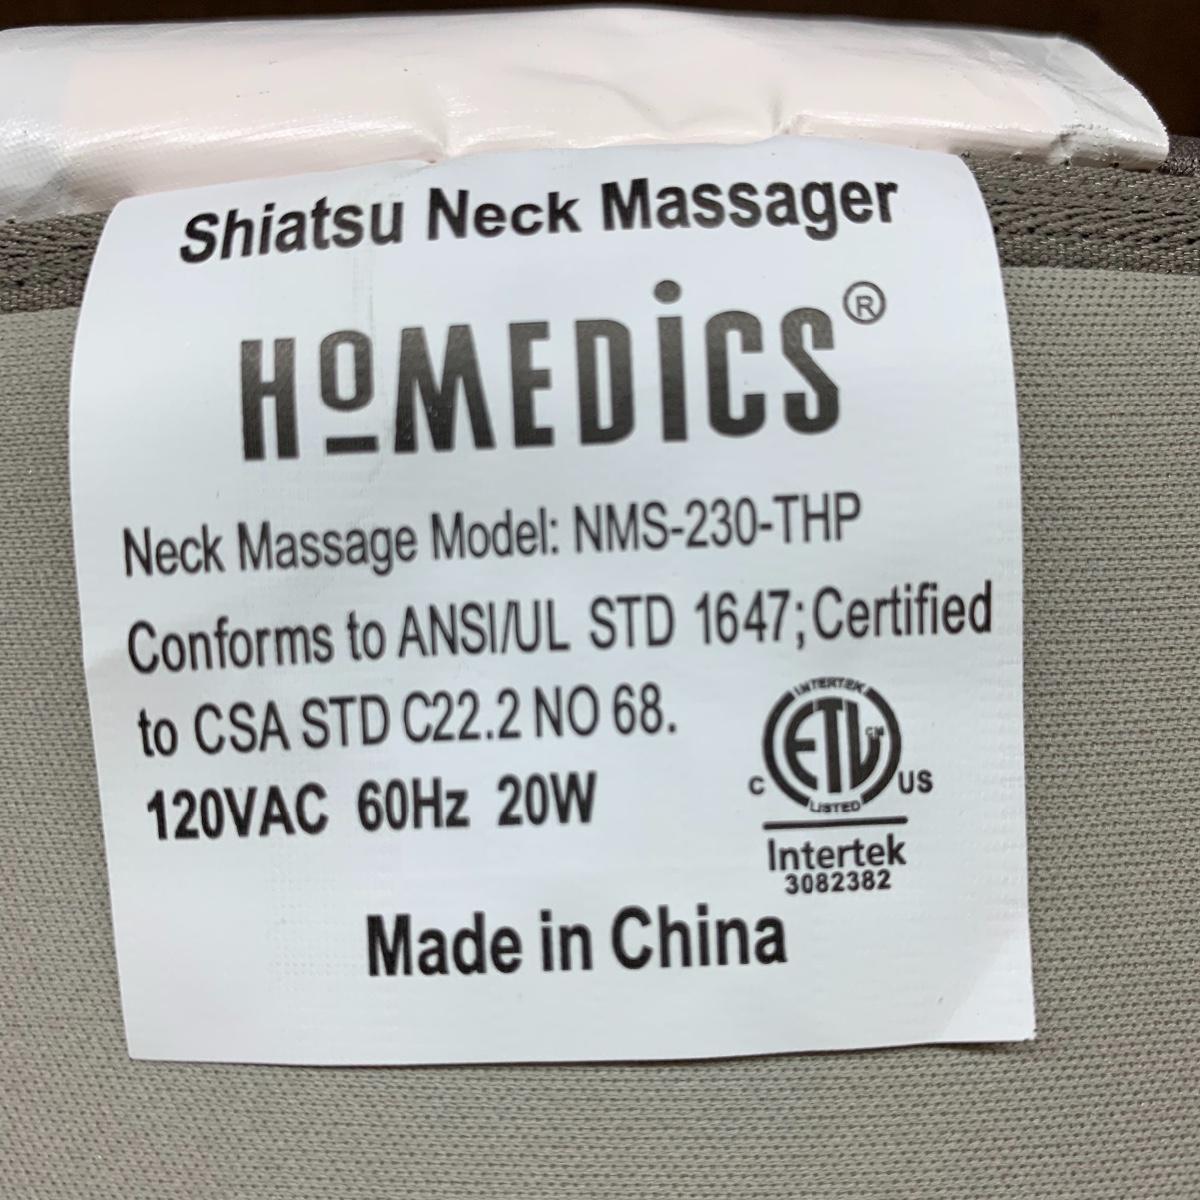 Shiatsu Neck Massager
HoMEDiCS®
Neck Massage Model: NMS-230-THP
Conforms to ANSI/UL STD 1647;Certified
to CSA STD C22.2 NO 68.
120VAC 60Hz 20W
INTERTEK
ETL CM
C US
LISTED
Intertek
3082382
Made in China